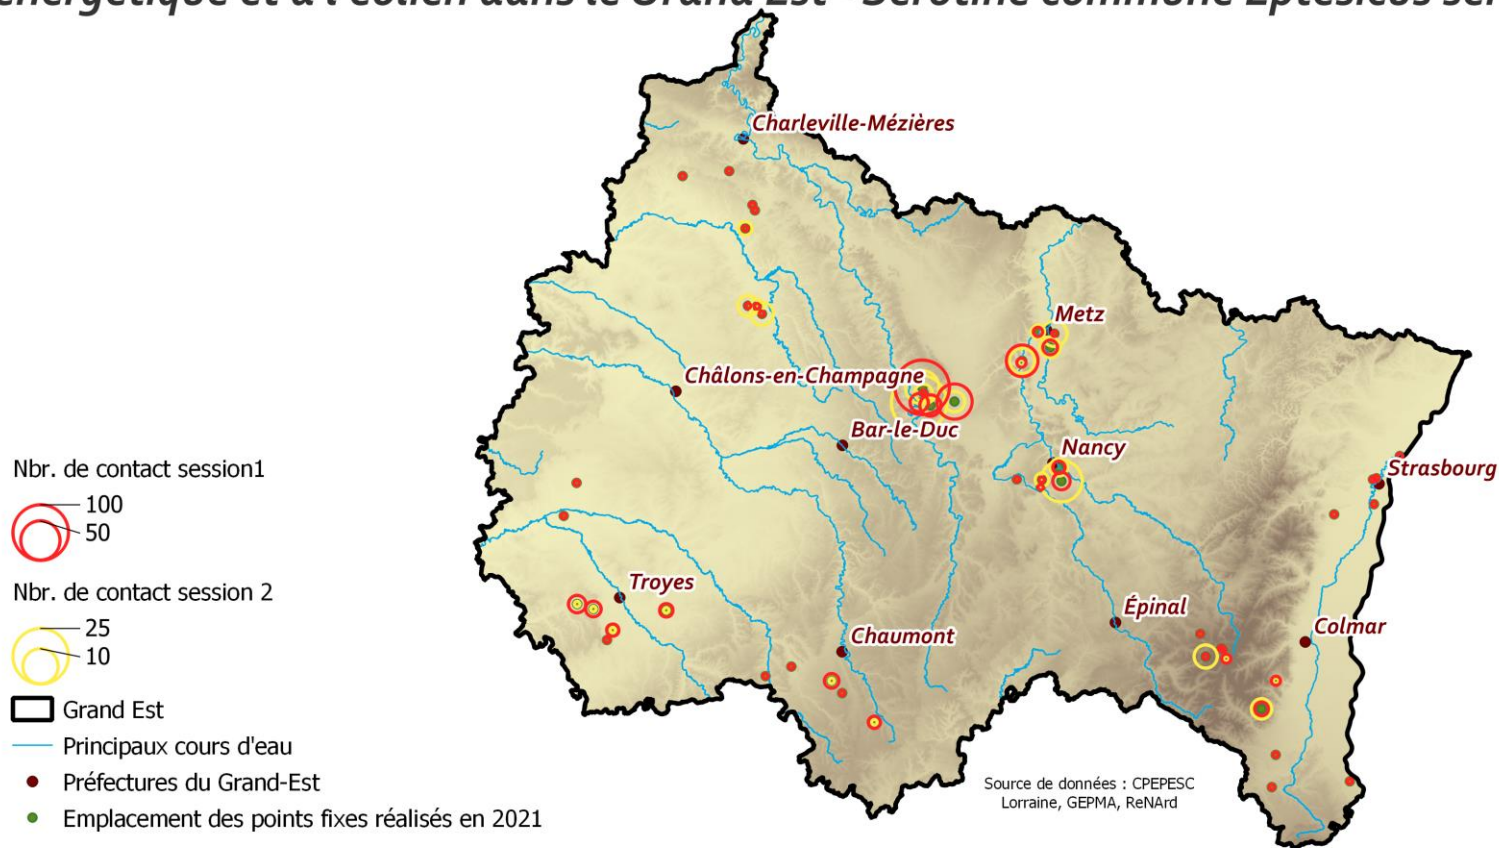 énergétique et à l'éolien dans le Grand Est - Sérotine commune Eptesicus
Charleville-Mézières
Metz
Châlons-en-Champagne
Bar-le-Duc
Nancy
Strasbourg
Troyes
Épinal
Chaumont
Colmar
Nbr. de contact session1
100
50
Nbr. de contact session 2
25
10
Grand Est
Principaux cours d'eau
Préfectures du Grand-Est
Emplacement des points fixes réalisés en 2021
Source de données : CPEPESC
Lorraine, GEPMA, ReNArd